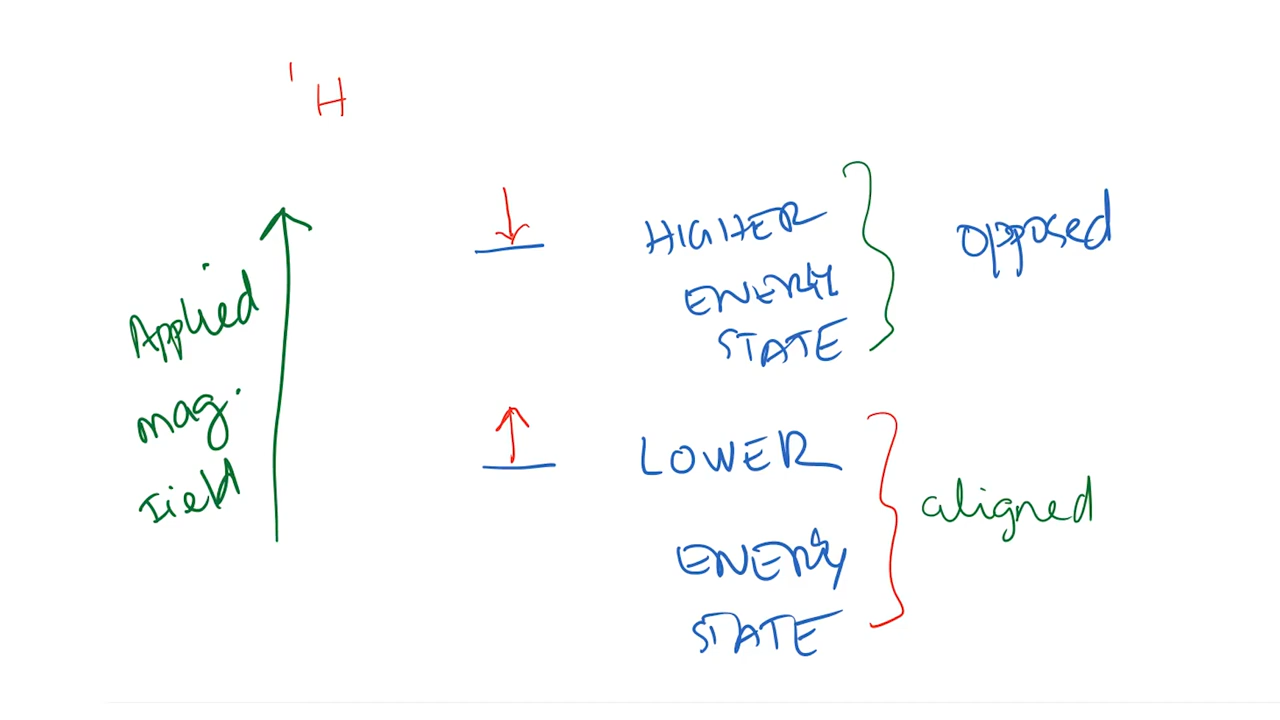 ¹H
HIGHER
ENERGY
STATE
opposed
Applied
mag.
field
LOWER
ENERGY
STATE
aligned